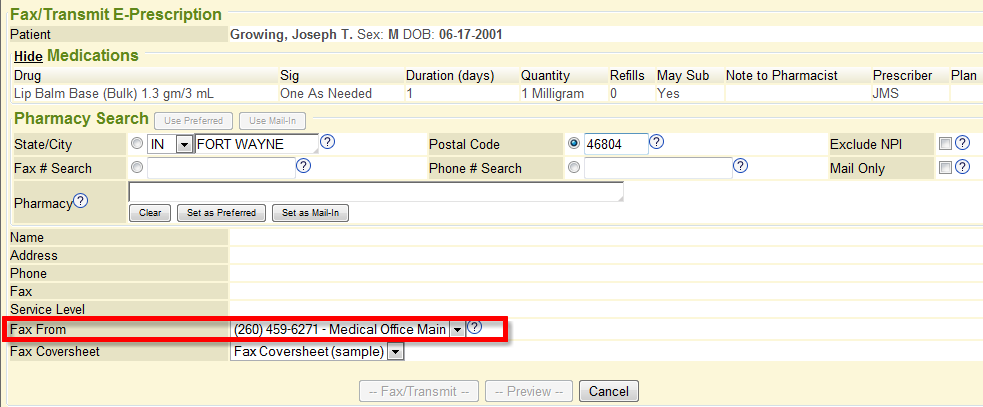 Fax/Transmit E-Prescription
Patient Growing, Joseph T. Sex: M DOB: 06-17-2001
Hide Medications
Drug Sig Duration (days) Quantity Refills May Sub Note to Pharmacist Prescriber Plan
Lip Balm Base (Bulk) 1.3 gm/3 mL One As Needed 1 1 Milligram 0 Yes JMS
Pharmacy Search Use Preferred Use Mail-In
State/City IN FORT WAYNE ? Postal Code 46804 ? Exclude NPI ?
Fax # Search ? Phone # Search ? Mail Only ?
Pharmacy ?
Clear Set as Preferred Set as Mail-In
Name
Address
Phone
Fax
Service Level
Fax From (260) 459-6271 - Medical Office Main ?
Fax Coversheet Fax Coversheet (sample)
-- Fax/Transmit -- -- Preview -- Cancel